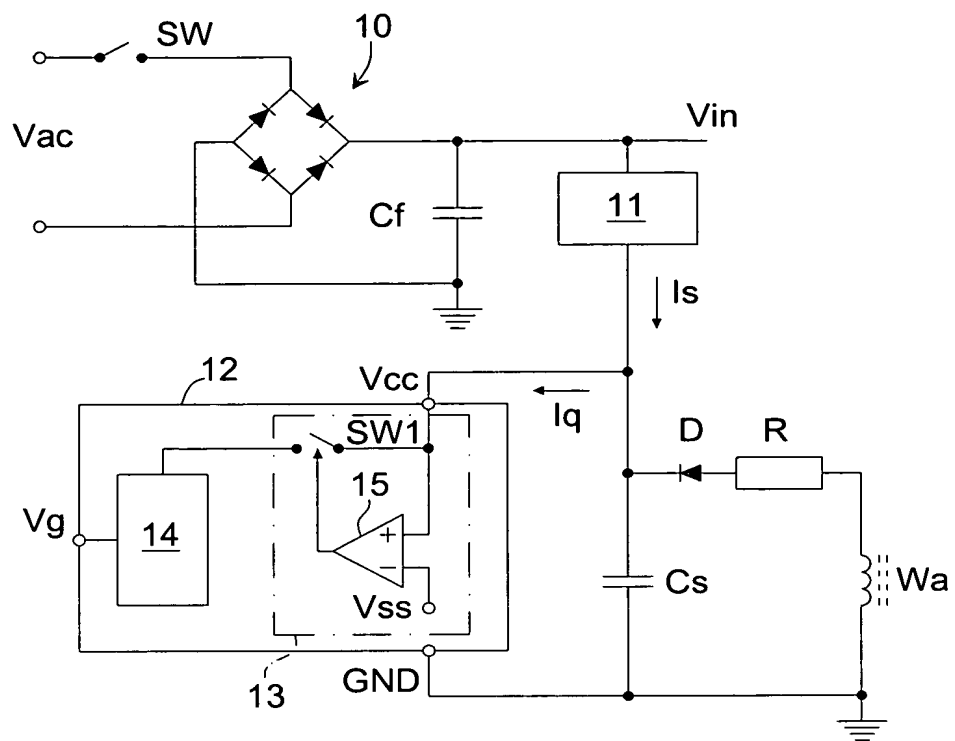 SW
10
Vac
Vin
Cf
11
Is
12
Vcc
Iq
SW1
D
R
15
+
Vg
14
−
Vss
Cs
Wa
13
GND